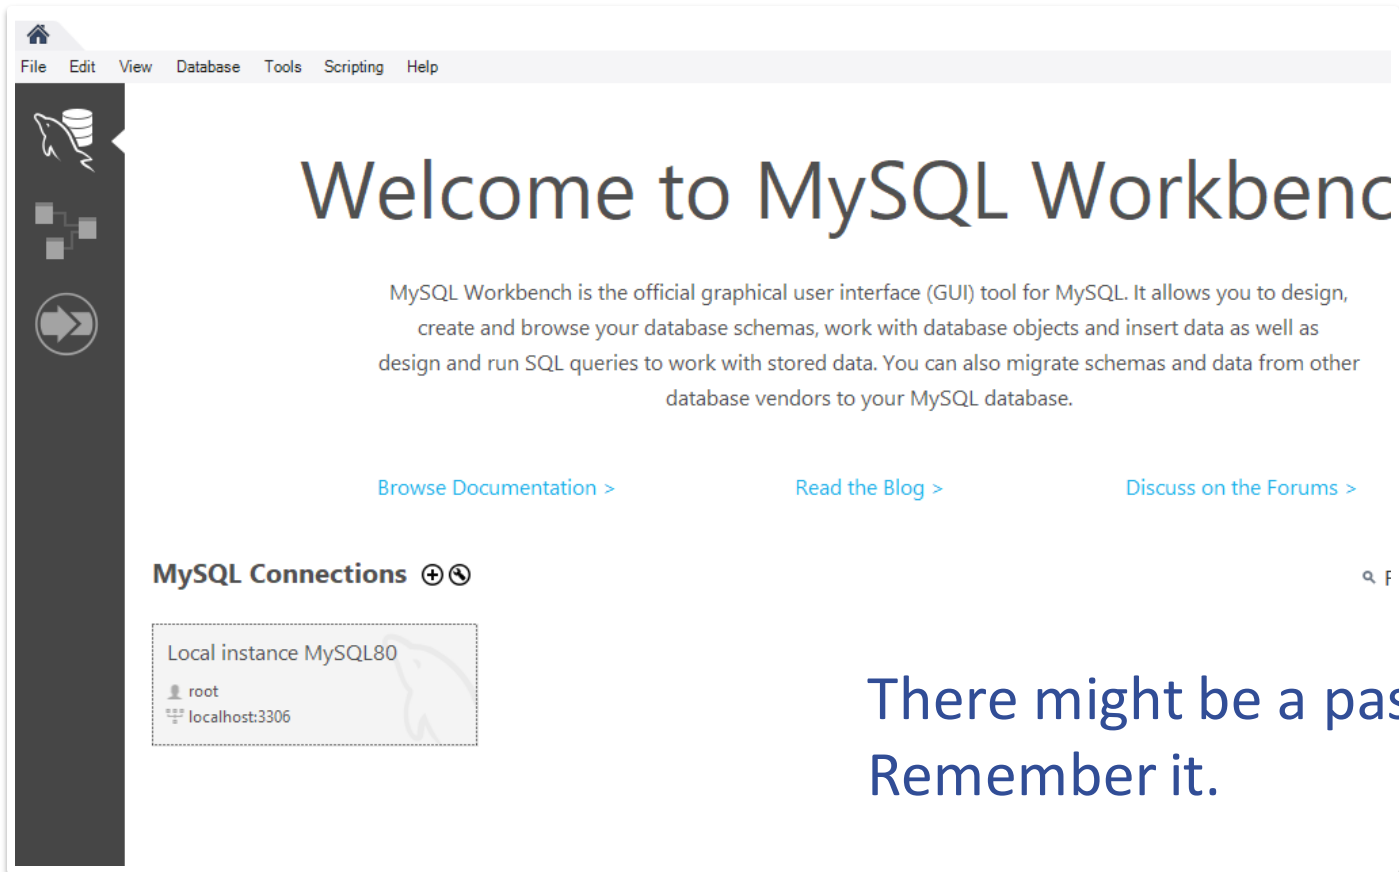 File Edit View Database Tools Scripting Help
Welcome to MySQL Workbenc
MySQL Workbench is the official graphical user interface (GUI) tool for MySQL. It allows you to design,
create and browse your database schemas, work with database objects and insert data as well as
design and run SQL queries to work with stored data. You can also migrate schemas and data from other
database vendors to your MySQL database.
Browse Documentation > Read the Blog > Discuss on the Forums >
MySQL Connections
Local instance MySQL80
root
localhost:3306
There might be a pas
Remember it.